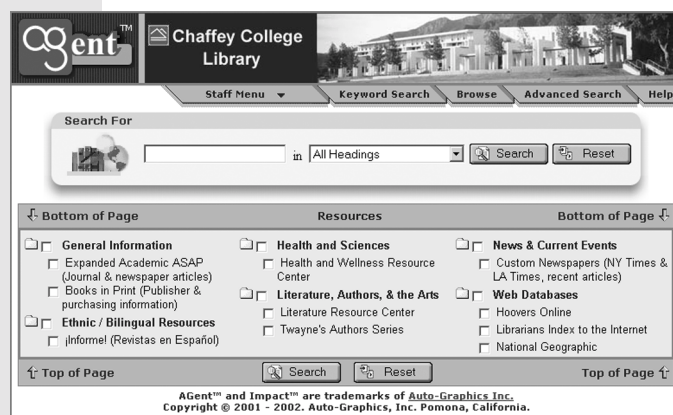 AGent™
Chaffey College
Library
Staff Menu Keyword Search Browse Advanced Search Help
Search For
in All Headings Search Reset
Bottom of Page Resources Bottom of Page
General Information
Expanded Academic ASAP
(Journal & newspaper articles)
Books in Print (Publisher &
purchasing information)
Ethnic / Bilingual Resources
¡Informe! (Revistas en Español)
Health and Sciences
Health and Wellness Resource
Center
Literature, Authors, & the Arts
Literature Resource Center
Twayne's Authors Series
News & Current Events
Custom Newspapers (NY Times &
LA Times, recent articles)
Web Databases
Hoovers Online
Librarians Index to the Internet
National Geographic
Top of Page Search Reset Top of Page
AGent™ and Impact™ are trademarks of Auto-Graphics Inc.
Copyright © 2001 - 2002. Auto-Graphics, Inc. Pomona, California.